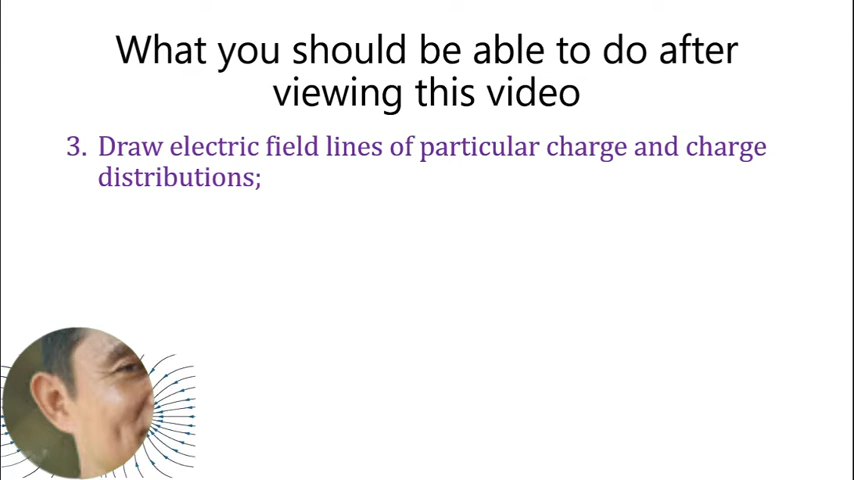 What you should be able to do after
viewing this video
3. Draw electric field lines of particular charge and charge
distributions;